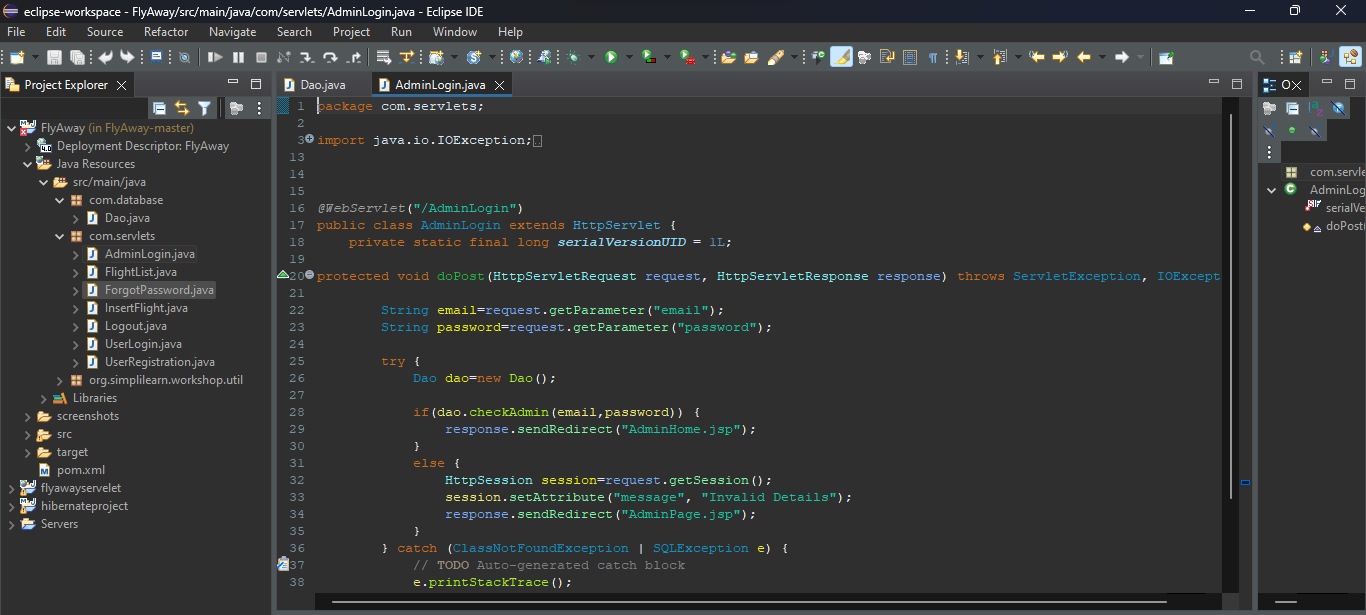 eclipse-workspace - FlyAway/src/main/java/com/servlets/AdminLogin.java - Eclipse IDE
File Edit Source Refactor Navigate Search Project Run Window Help
Project Explorer
FlyAway (in FlyAway-master)
Deployment Descriptor: FlyAway
Java Resources
src/main/java
com.database
Dao.java
com.servlets
AdminLogin.java
FlightList.java
ForgotPassword.java
InsertFlight.java
Logout.java
UserLogin.java
UserRegistration.java
org.simplilearn.workshop.util
Libraries
screenshots
src
target
pom.xml
flyawayservelet
hibernateproject
Servers
Dao.java AdminLogin.java
1 package com.servlets;
2
3 import java.io.IOException;
13
14
15
16 @WebServlet("/AdminLogin")
17 public class AdminLogin extends HttpServlet {
18 private static final long serialVersionUID = 1L;
19
20 protected void doPost(HttpServletRequest request, HttpServletResponse response) throws ServletException, IOExcept
21
22 String email=request.getParameter("email");
23 String password=request.getParameter("password");
24
25 try {
26 Dao dao=new Dao();
27
28 if(dao.checkAdmin(email,password)) {
29 response.sendRedirect("AdminHome.jsp");
30 }
31 else {
32 HttpSession session=request.getSession();
33 session.setAttribute("message", "Invalid Details");
34 response.sendRedirect("AdminPage.jsp");
35 }
36 } catch (ClassNotFoundException | SQLException e) {
37 // TODO Auto-generated catch block
38 e.printStackTrace();
O
com.servle
AdminLog
serialVe
doPost(